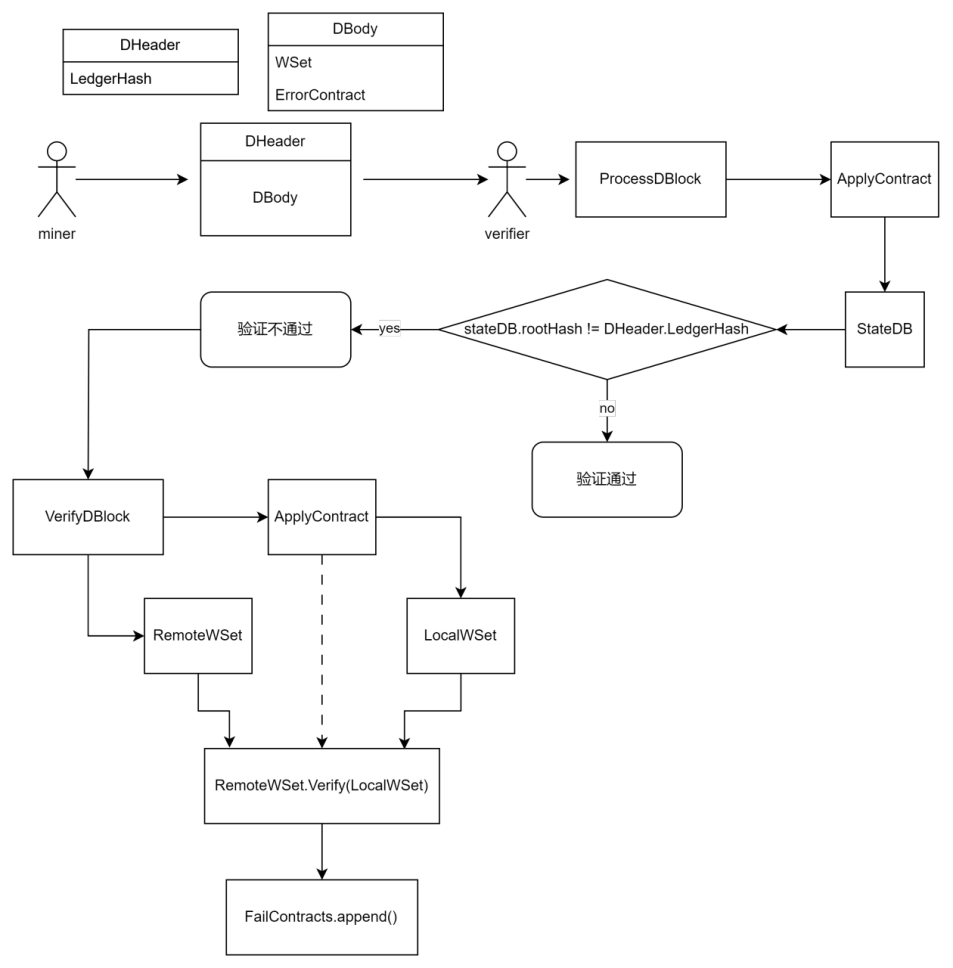 DHeader
LedgerHash
DBody
WSet
ErrorContract
miner
DHeader
DBody
verifier
ProcessDBlock
ApplyContract
StateDB
stateDB.rootHash != DHeader.LedgerHash
yes
验证不通过
no
验证通过
VerifyDBlock
ApplyContract
RemoteWSet
LocalWSet
RemoteWSet.Verify(LocalWSet)
FailContracts.append()